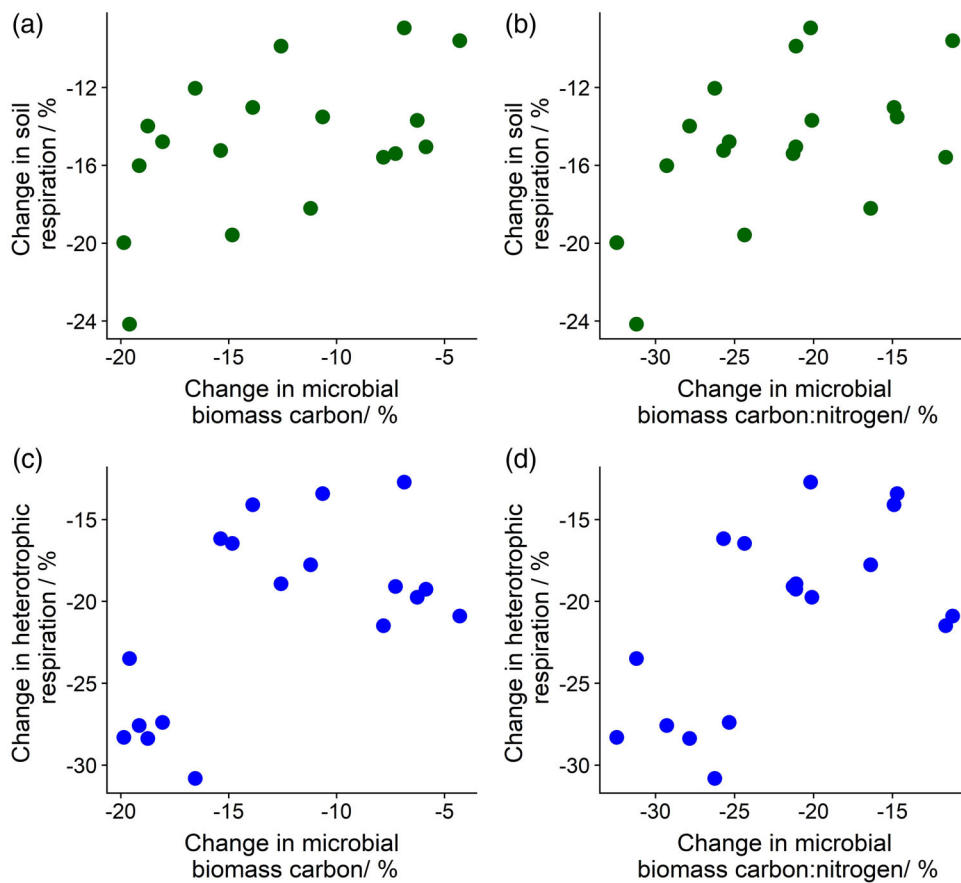 (a)
Change in soil
respiration / %
-12
-16
-20
-24
-20 -15 -10 -5
Change in microbial
biomass carbon/ %
(b)
Change in soil
respiration / %
-12
-16
-20
-24
-30 -25 -20 -15
Change in microbial
biomass carbon:nitrogen/ %
(c)
Change in heterotrophic
respiration / %
-15
-20
-25
-30
-20 -15 -10 -5
Change in microbial
biomass carbon/ %
(d)
Change in heterotrophic
respiration / %
-15
-20
-25
-30
-30 -25 -20 -15
Change in microbial
biomass carbon:nitrogen/ %